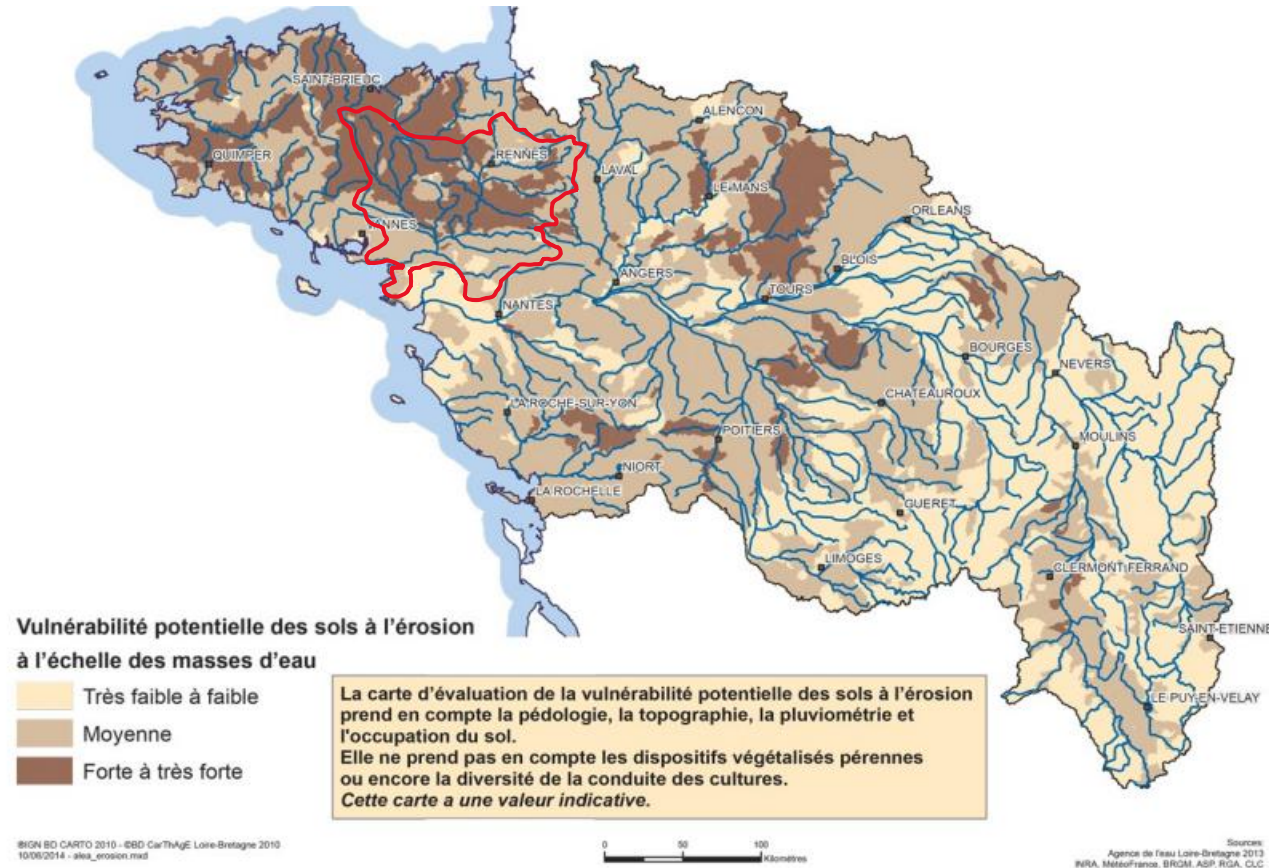 SAINT-BRIEUC
ALENCON
QUIMPER
RENNES
LAVAL
LE MANS
ORLEANS
VANNES
BLOIS
ANGERS
TOURS
NANTES
BOURGES
NEVERS
CHATEAUROUX
LA ROCHE-SUR-YON
POITIERS
MOULINS
NIORT
LA ROCHELLE
GUERET
LIMOGES
CLERMONT FERRAND
SAINT-ETIENNE
LE PUY-EN-VELAY
Vulnérabilité potentielle des sols à l'érosion
à l'échelle des masses d'eau
Très faible à faible
Moyenne
Forte à très forte
La carte d'évaluation de la vulnérabilité potentielle des sols à l'érosion
prend en compte la pédologie, la topographie, la pluviométrie et
l'occupation du sol.
Elle ne prend pas en compte les dispositifs végétalisés pérennes
ou encore la diversité de la conduite des cultures.
Cette carte a une valeur indicative.
©IGN BD CARTO 2010 - ©BD CarThAgE Loire-Bretagne 2010
10/06/2014 - alea_erosion.mxd
0 50 100
Kilomètres
Sources:
Agence de l'eau Loire-Bretagne 2013
INRA, MétéoFrance, BRGM, ASP, RGA, CLC